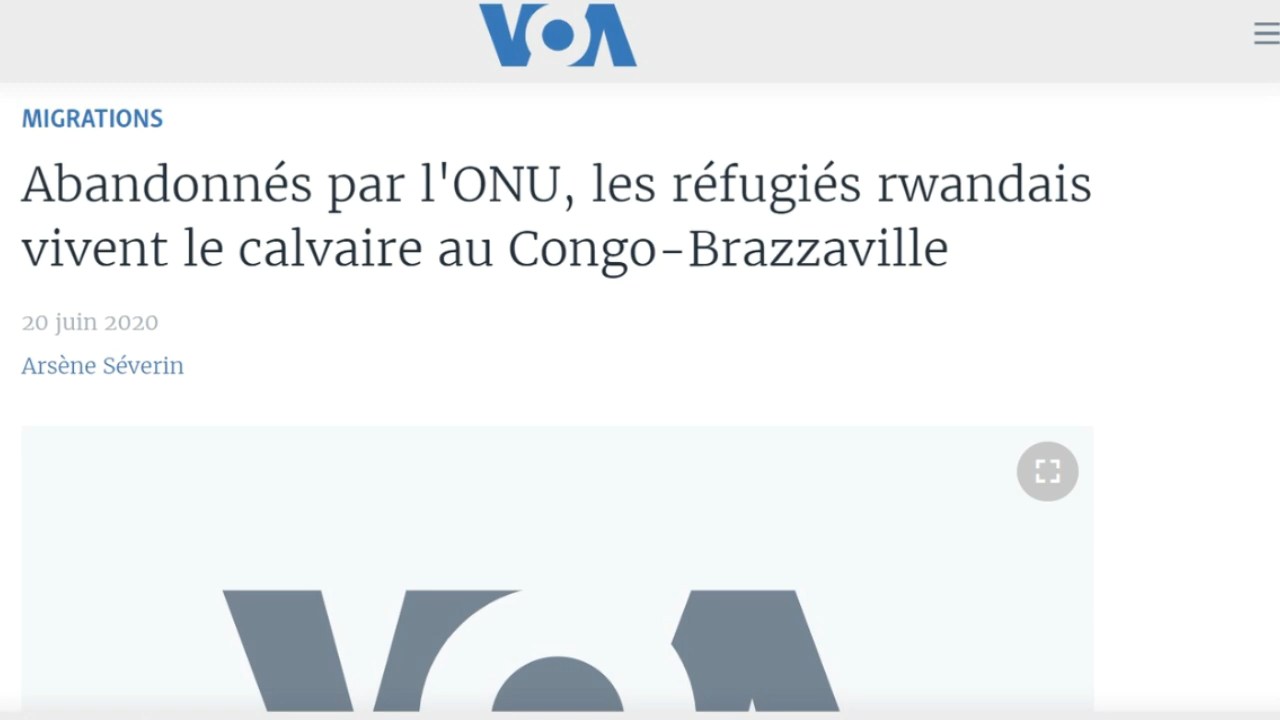 VOA
MIGRATIONS
Abandonnés par l'ONU, les réfugiés rwandais
vivent le calvaire au Congo-Brazzaville
20 juin 2020
Arsène Séverin
VOA